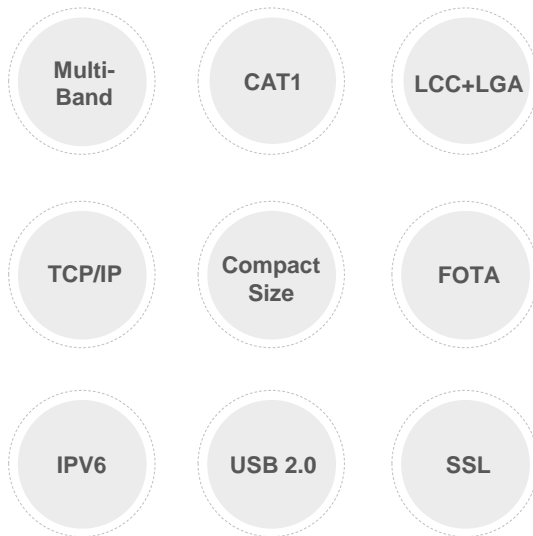 Multi-
Band
CAT1
LCC+LGA
TCP/IP
Compact
Size
FOTA
IPV6
USB 2.0
SSL